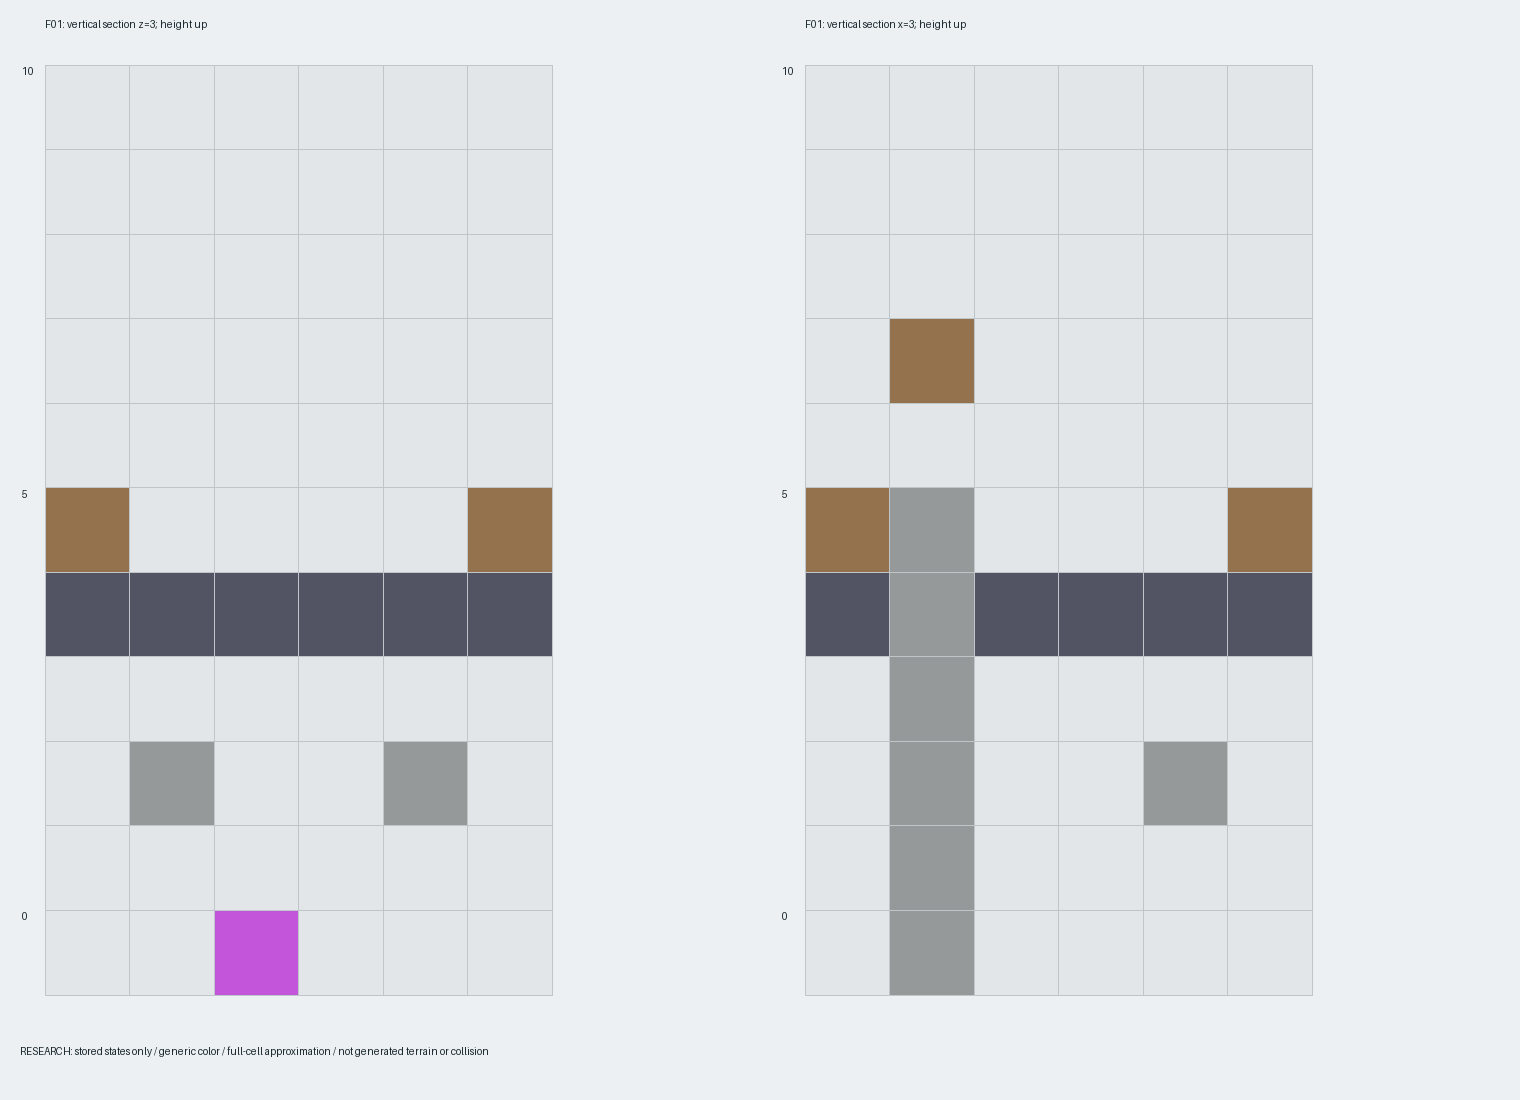 F01: vertical section z=3; height up
F01: vertical section x=3; height up
10
10
5
5
0
0
RESEARCH: stored states only / generic color / full-cell approximation / not generated terrain or collision